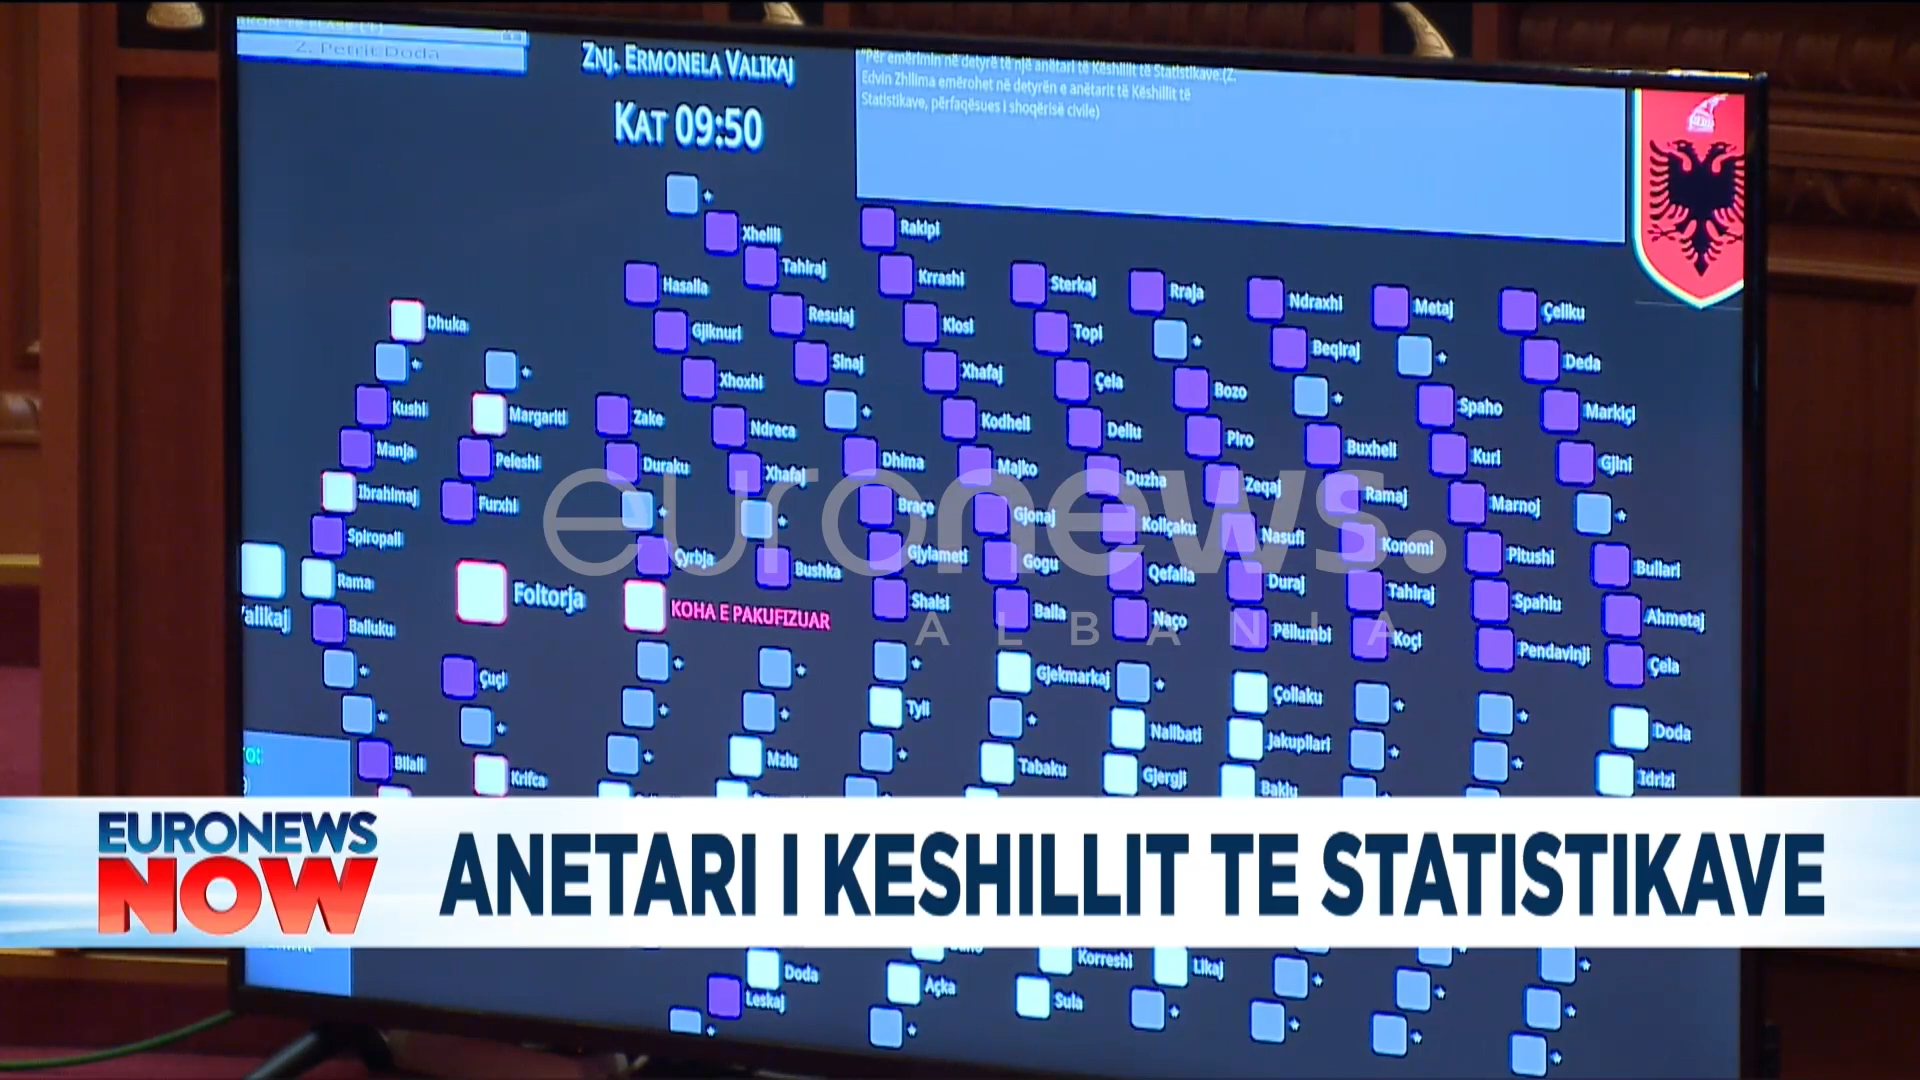 Z. Petrit Doda
ZNJ. ERMONELA VALIKAJ
KAT 09:50
"Për emërimin në detyrë të një anëtari të Këshillit të Statistikave (Z.
Edvin Zhllima emërohet në detyrën e anëtarit të Këshillit të
Statistikave, përfaqësues i shoqërisë civile)
Xhelili
Rakipi
Tahiraj
Krrashi
Hasalla
Sterkaj
Rraja
Ndraxhi
Metaj
Çeliku
Dhuka
Gjiknuri
Resulaj
Klosi
Topi
Beqiraj
Deda
Xhoxhi
Sinaj
Xhafaj
Çela
Bozo
Spaho
Markiçi
Kushi
Margariti
Zake
Ndreca
Kodheli
Deliu
Piro
Buxheli
Kuri
Gjini
Manja
Peleshi
Duraku
Xhafaj
Dhima
Majko
Duzha
Zeqaj
Ramaj
Marnoj
Ibrahimaj
Furxhi
Braçe
Gjonaj
Kollçaku
Nasufi
Konomi
Pitushi
Bullari
Spiropali
Çyrbja
Bushka
Gjylameti
Gogu
Qefalia
Duraj
Tahiraj
Spahiu
Ahmetaj
Rama
Foltorja
KOHA E PAKUFIZUAR
Shalsi
Balla
Naço
Përllumbi
Koçi
Pendavinji
Çela
alikaj
Balluku
Çuçi
Gjekmarkaj
Çollaku
Tyli
Nallbati
Jakupllari
Doda
Bilali
Krifca
Mziu
Tabaku
Gjergji
Baklu
Idrizi
euronews.
ALBANIA
EURONEWS
NOW
ANETARI I KESHILLIT TE STATISTIKAVE
Doda
Korreshi
Likaj
Leskaj
Açka
Sula